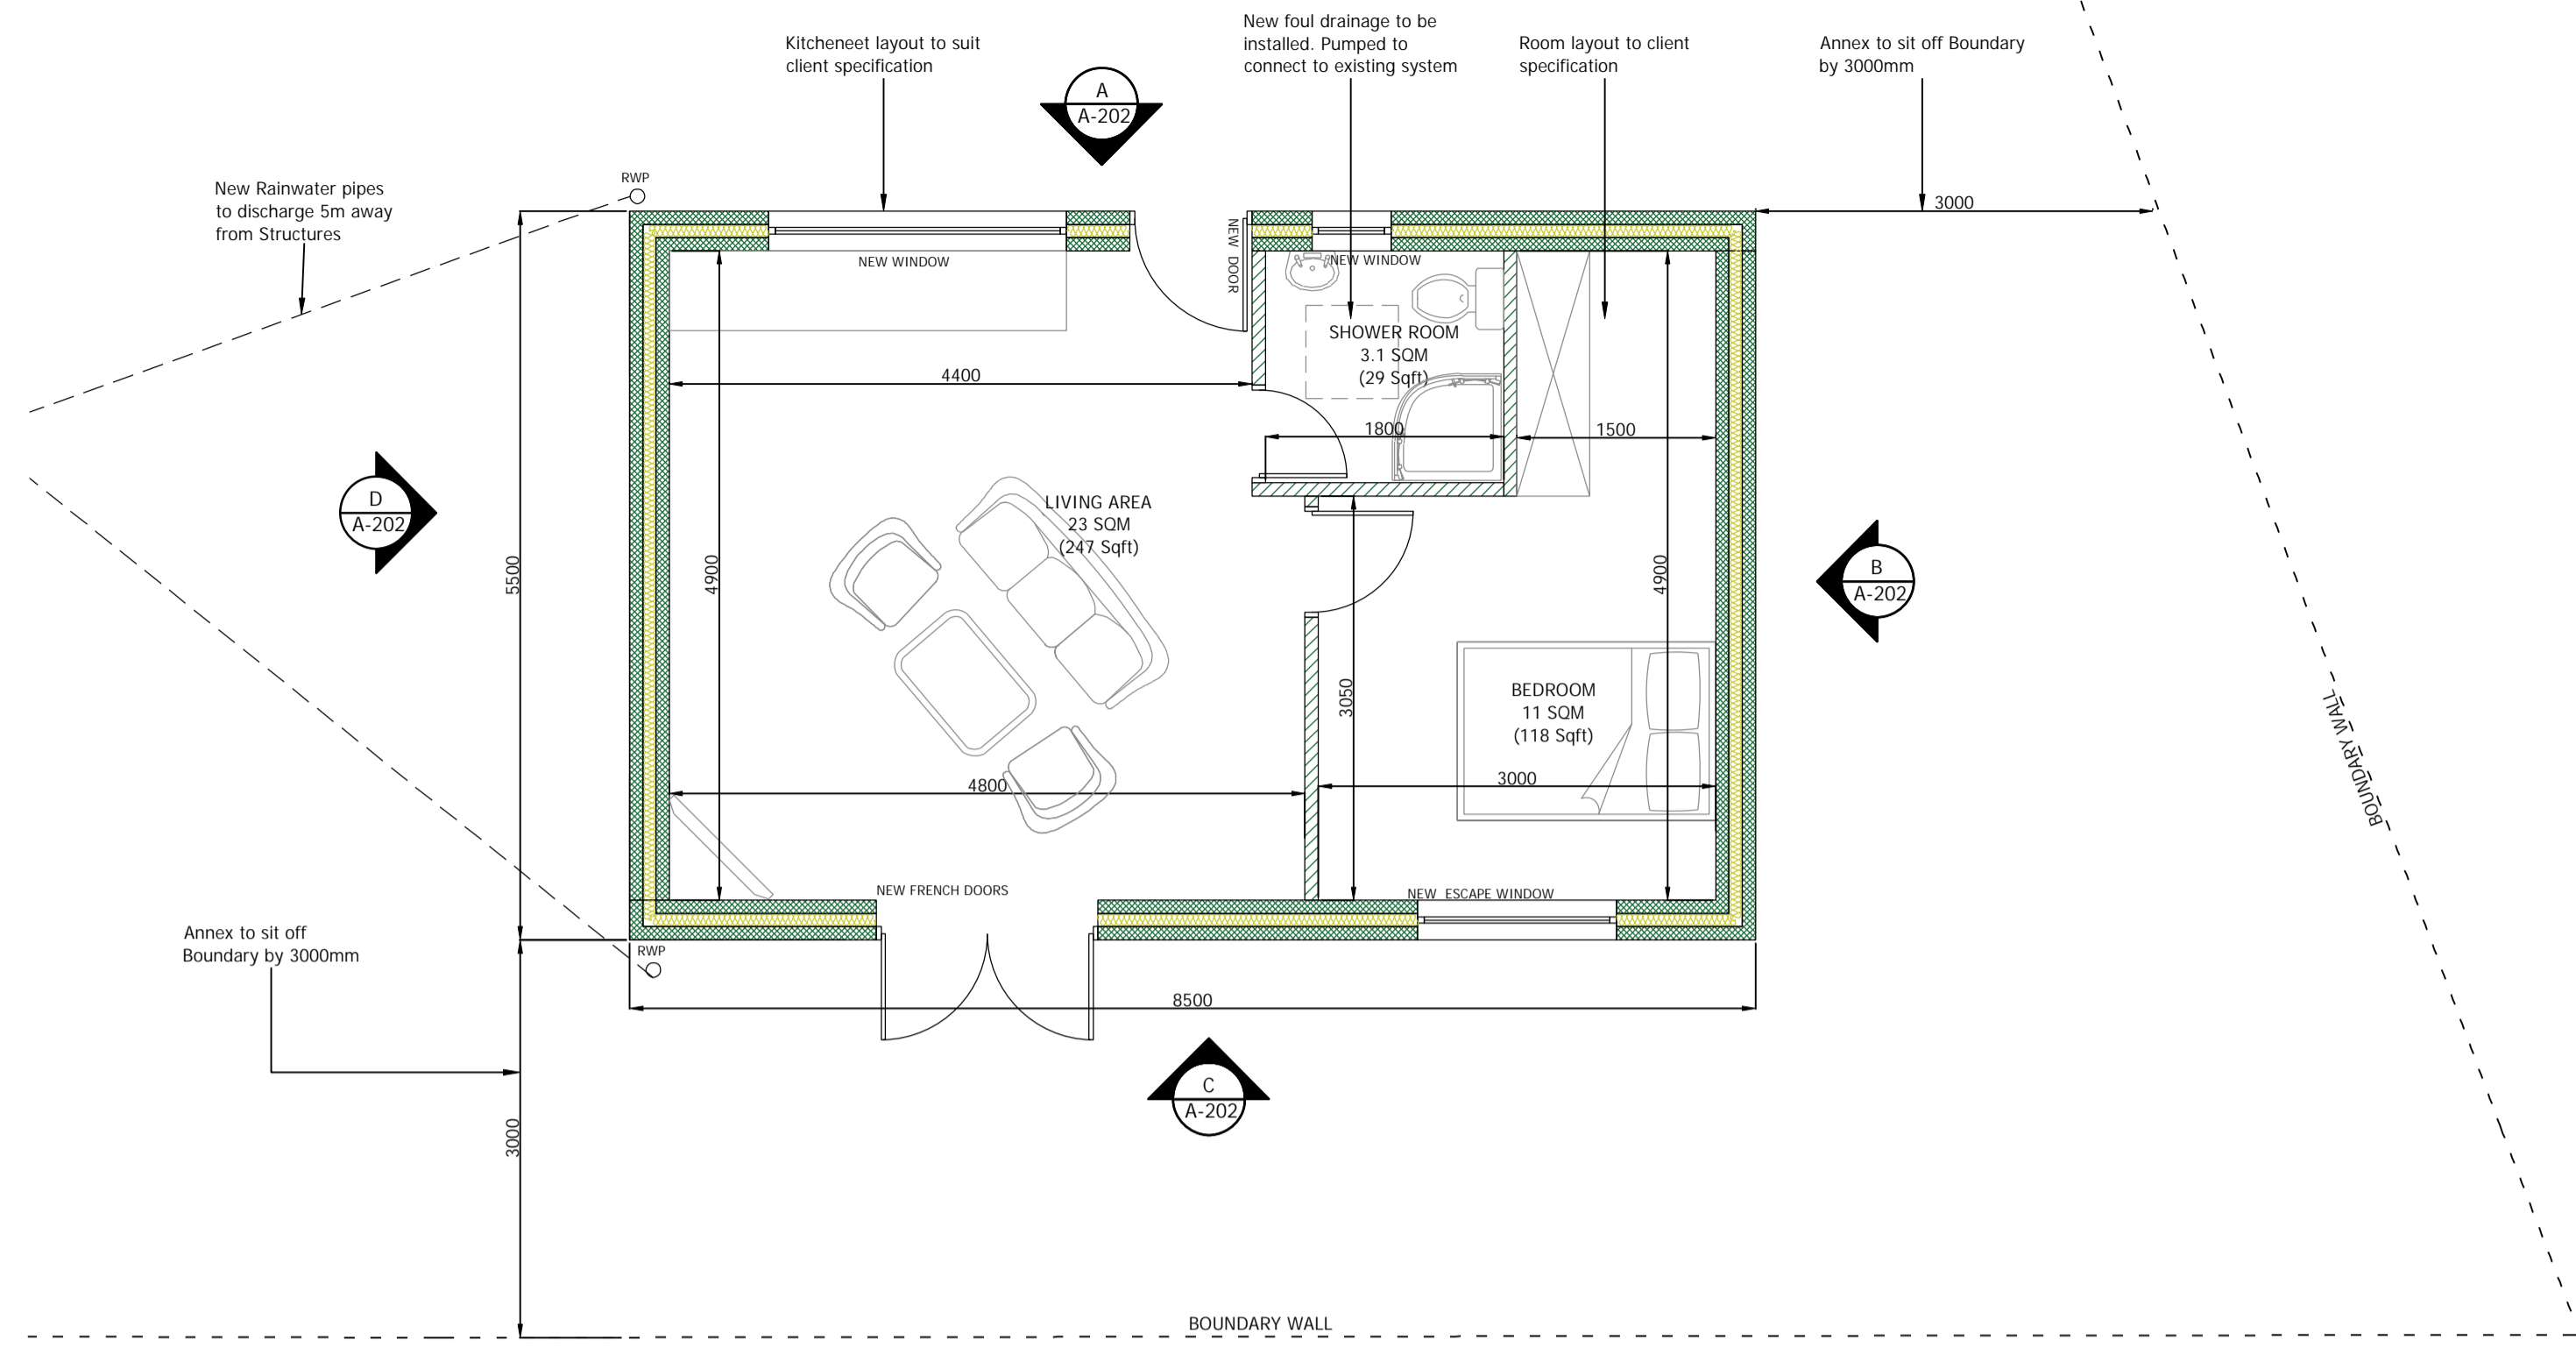 Kitcheneet layout to suit
client specification
New foul drainage to be
installed. Pumped to
connect to existing system
Room layout to client
specification
Annex to sit off Boundary
by 3000mm
A
A-202
New Rainwater pipes
to discharge 5m away
from Structures
RWP
3000
NEW WINDOW
NEW DOOR
NEW WINDOW
SHOWER ROOM
3.1 SQM
(29 Sqft)
4400
1800
1500
D
A-202
LIVING AREA
23 SQM
(247 Sqft)
5500
4900
4900
B
A-202
3050
BEDROOM
11 SQM
(118 Sqft)
4800
3000
BOUNDARY WALL
NEW FRENCH DOORS
NEW ESCAPE WINDOW
Annex to sit off
Boundary by 3000mm
RWP
8500
C
A-202
3000
BOUNDARY WALL